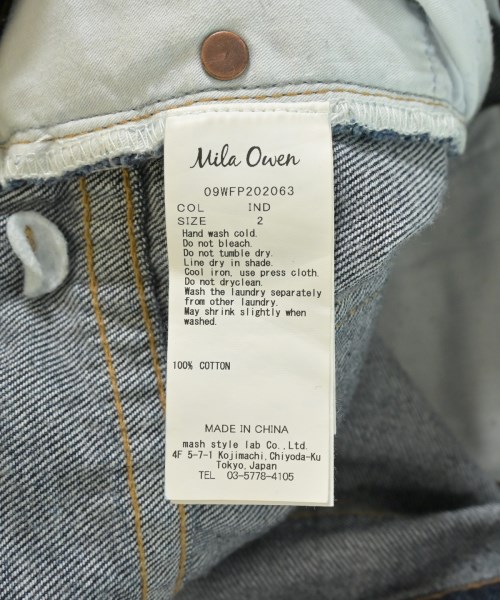 Mila Owen
09WFP202063
COL IND
SIZE 2
Hand wash cold.
Do not bleach.
Do not tumble dry.
Line dry in shade.
Cool iron, use press cloth.
Do not dryclean.
Wash the laundry separately
from other laundry.
May shrink slightly when
washed.
100% COTTON
MADE IN CHINA
mash style lab Co.,Ltd.
4F 5-7-1 Kojimachi,Chiyoda-Ku
Tokyo,Japan
TEL 03-5778-4105